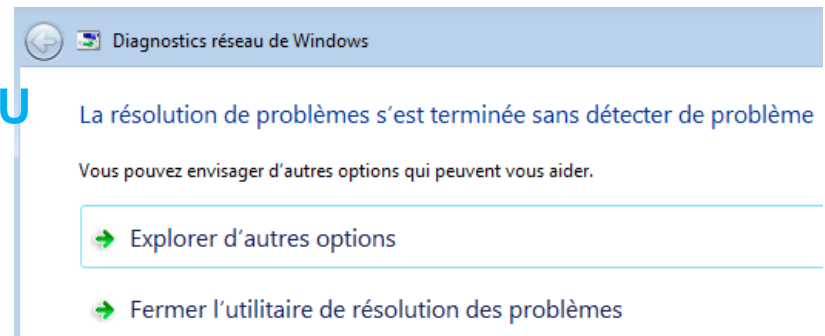 Diagnostics réseau de Windows
U
La résolution de problèmes s’est terminée sans détecter de problème
Vous pouvez envisager d’autres options qui peuvent vous aider.
Explorer d’autres options
Fermer l’utilitaire de résolution des problèmes